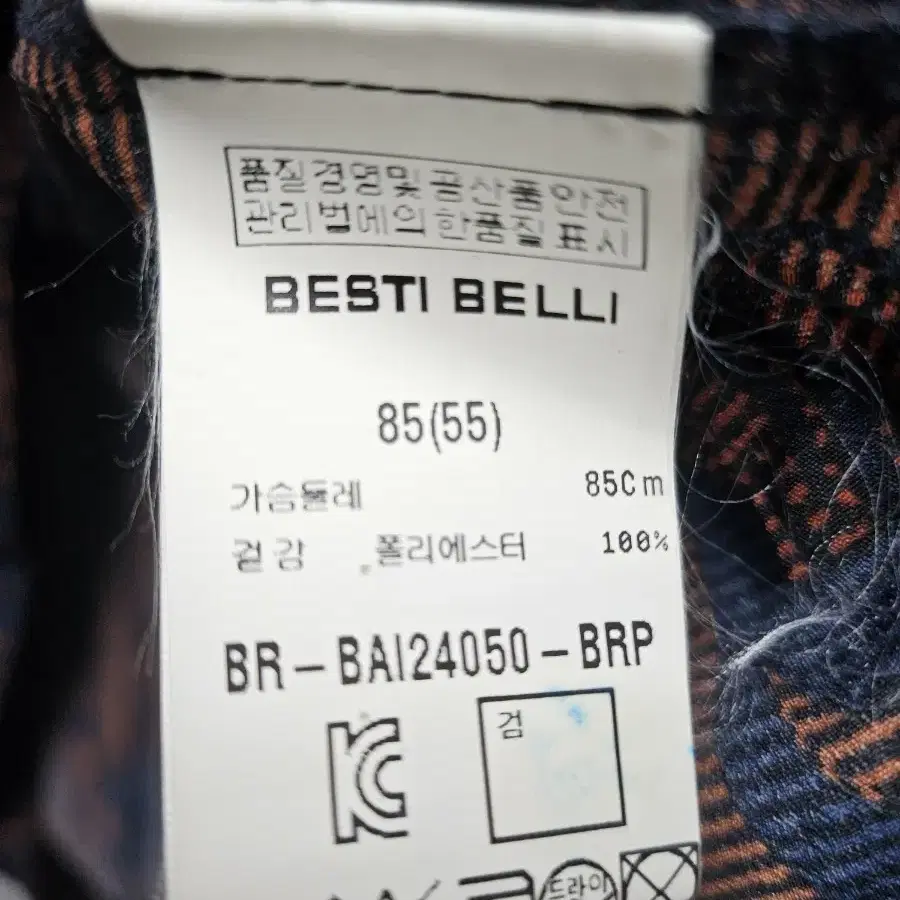 품질경영및공산품안전
관리법에의한품질표시
BESTI BELLI
85(55)
가슴둘레 85Cm
겉감 폴리에스터 100%
BR-BAI24050-BRP
검
드라이